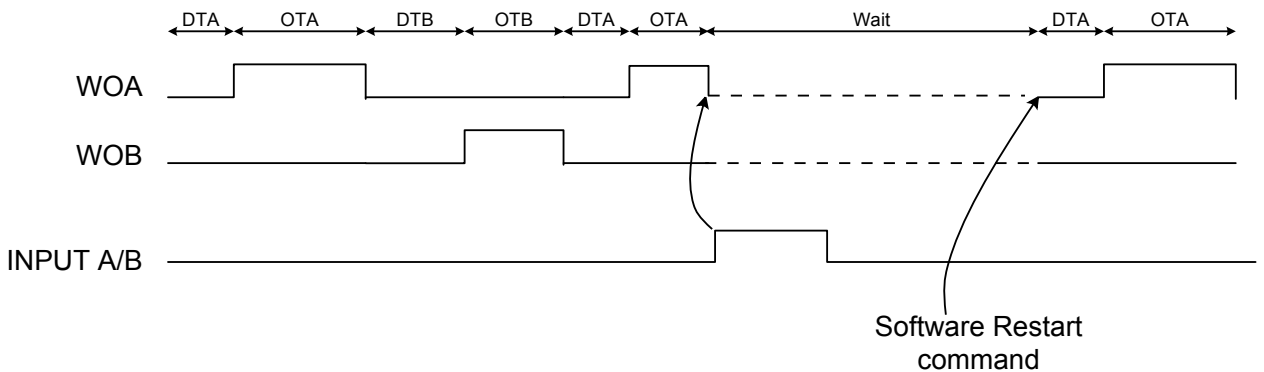 DTA OTA DTB OTB DTA OTA Wait DTA OTA
WOA
WOB
INPUT A/B
Software Restart
command